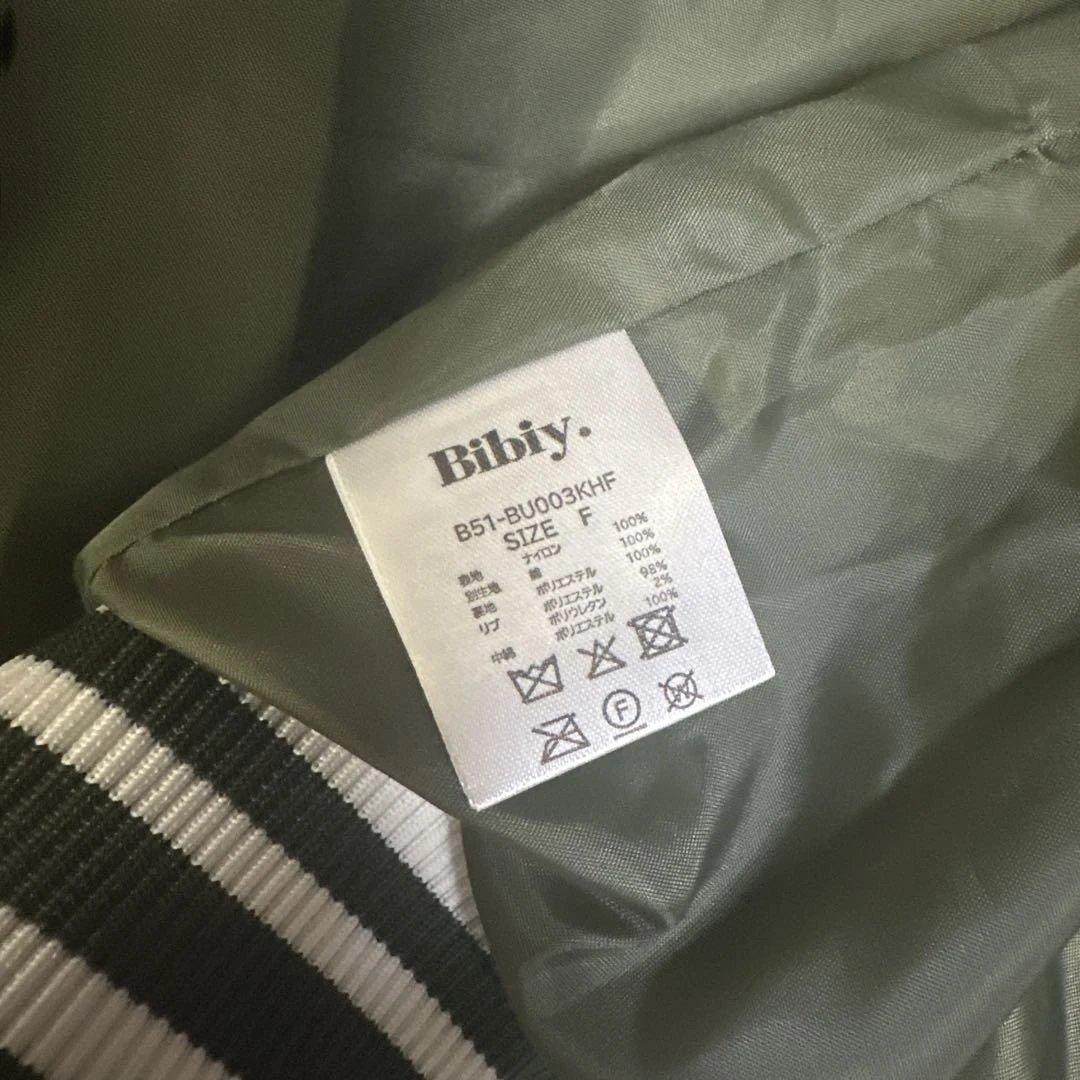 Bibiy.
B51-BU003KHF
SIZE F
表地 ナイロン 100%
別生地 綿 100%
裏地 ポリエステル 100%
リブ ポリエステル 98%
ポリウレタン 2%
中綿 ポリエステル 100%
F
W